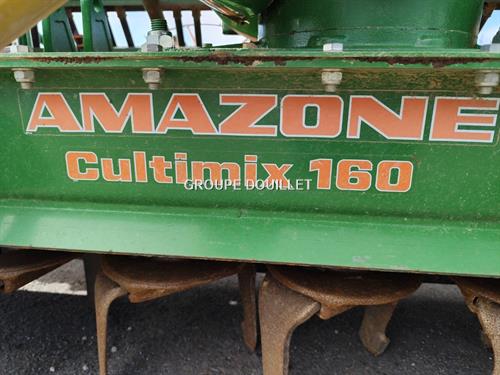 AMAZONE
Cultimix 160
GROUPE DOUILLET